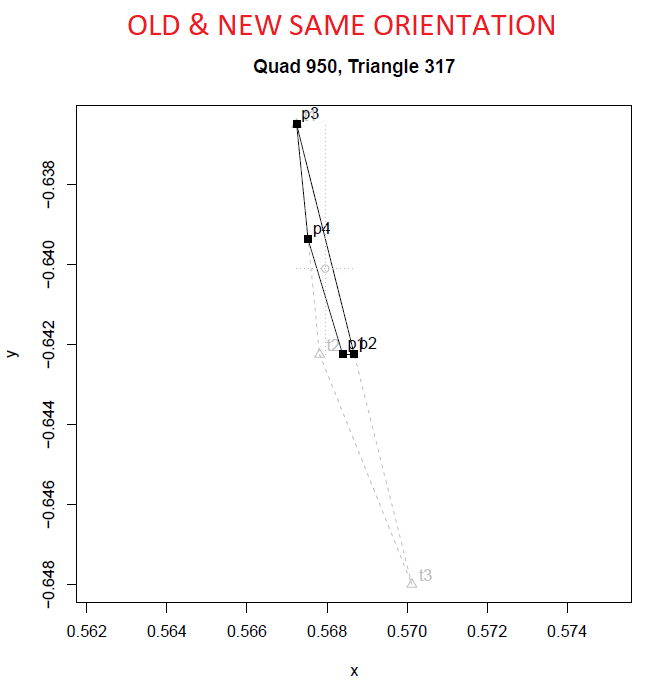 OLD & NEW SAME ORIENTATION
Quad 950, Triangle 317
p3
−0.638
p4
−0.640
−0.642
t2
p1
p2
y
−0.644
−0.646
t3
−0.648
0.562 0.564 0.566 0.568 0.570 0.572 0.574
x